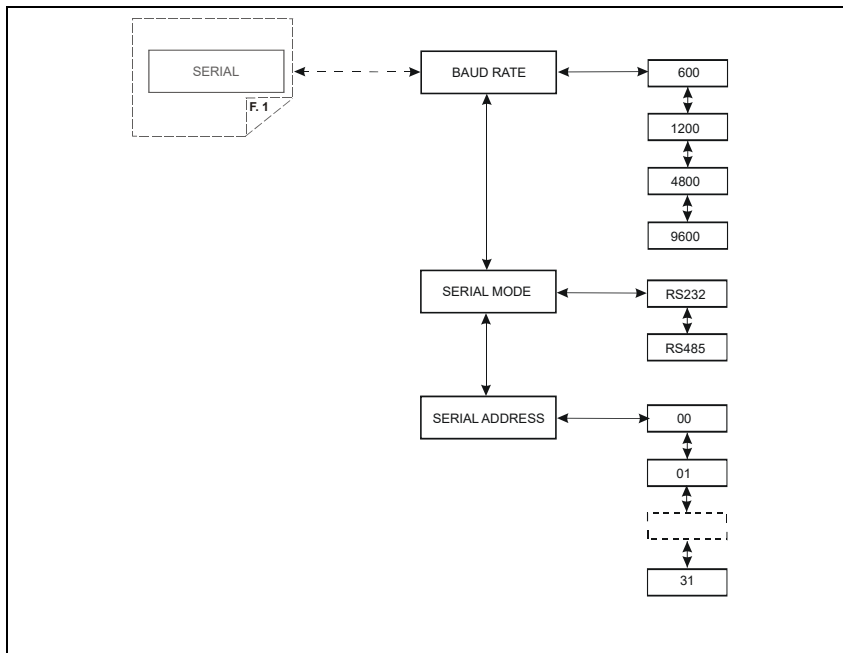 SERIAL
F. 1
BAUD RATE
600
1200
4800
9600
SERIAL MODE
RS232
RS485
SERIAL ADDRESS
00
01
31